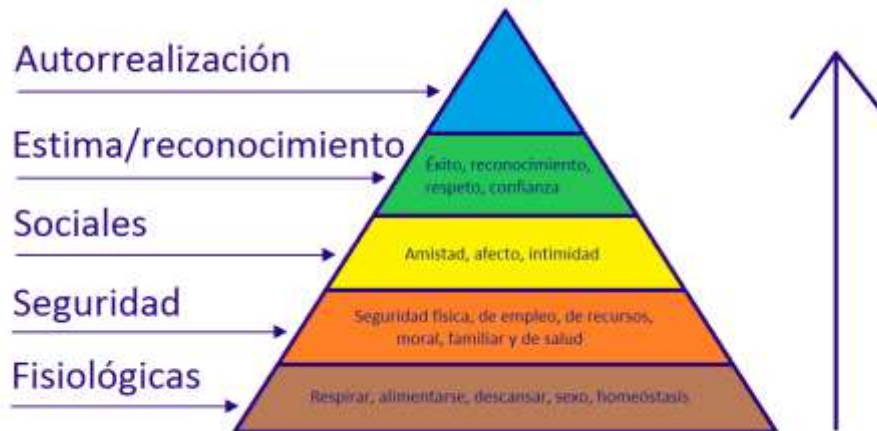 Autorrealización
Estima/reconocimiento
Éxito, reconocimiento,
respeto, confianza
Sociales
Amistad, afecto, intimidad
Seguridad
Seguridad física, de empleo, de recursos,
moral, familiar y de salud
Fisiológicas
Respirar, alimentarse, descansar, sexo, homeóstasis